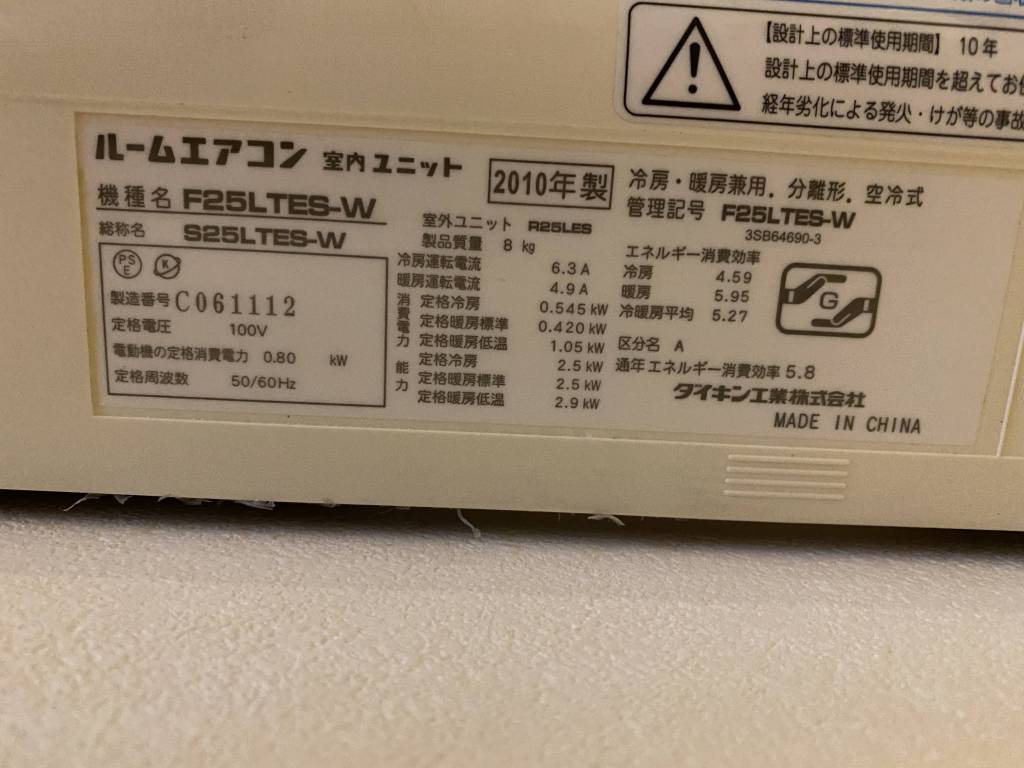 【設計上の標準使用期間】 10年
設計上の標準使用期間を超えてお
経年劣化による発火・けが等の事故
ルームエアコン 室内ユニット
2010年製
機種名 F25LTES-W
総称名 S25LTES-W
PS E
K
製造番号 C061112
定格電圧 100V
電動機の定格消費電力 0.80 kW
定格周波数 50/60Hz
室外ユニット R25LES
製品質量 8 kg
冷房運転電流 6.3 A
暖房運転電流 4.9 A
消費電力
定格冷房 0.545 kW
定格暖房標準 0.420 kW
定格暖房低温 1.05 kW
能力
定格冷房 2.5 kW
定格暖房標準 2.5 kW
定格暖房低温 2.9 kW
冷房・暖房兼用．分離形．空冷式
管理記号 F25LTES-W
3SB64690-3
エネルギー消費効率
冷房 4.59
暖房 5.95
冷暖房平均 5.27
G
区分名 A
通年エネルギー消費効率 5.8
ダイキン工業株式会社
MADE IN CHINA